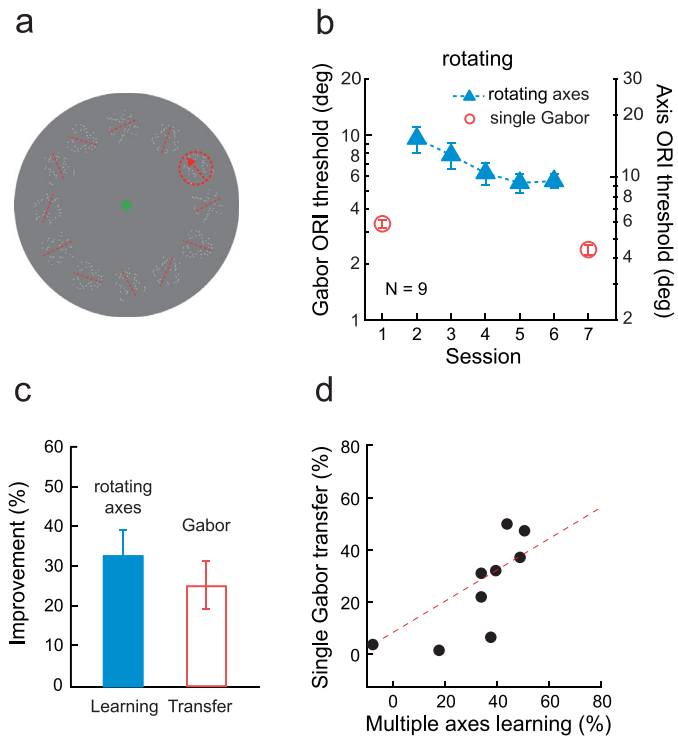 a
b
rotating
rotating axes
single Gabor
Gabor ORI threshold (deg)
20
10
8
6
4
2
1
N = 9
1 2 3 4 5 6 7
Session
30
20
10
8
6
4
2
Axis ORI threshold
(deg)
c
Improvement (%)
60
50
40
30
20
10
0
rotating
axes
Gabor
Learning Transfer
d
Single Gabor transfer (%)
80
60
40
20
0
0 20 40 60 80
Multiple axes learning (%)